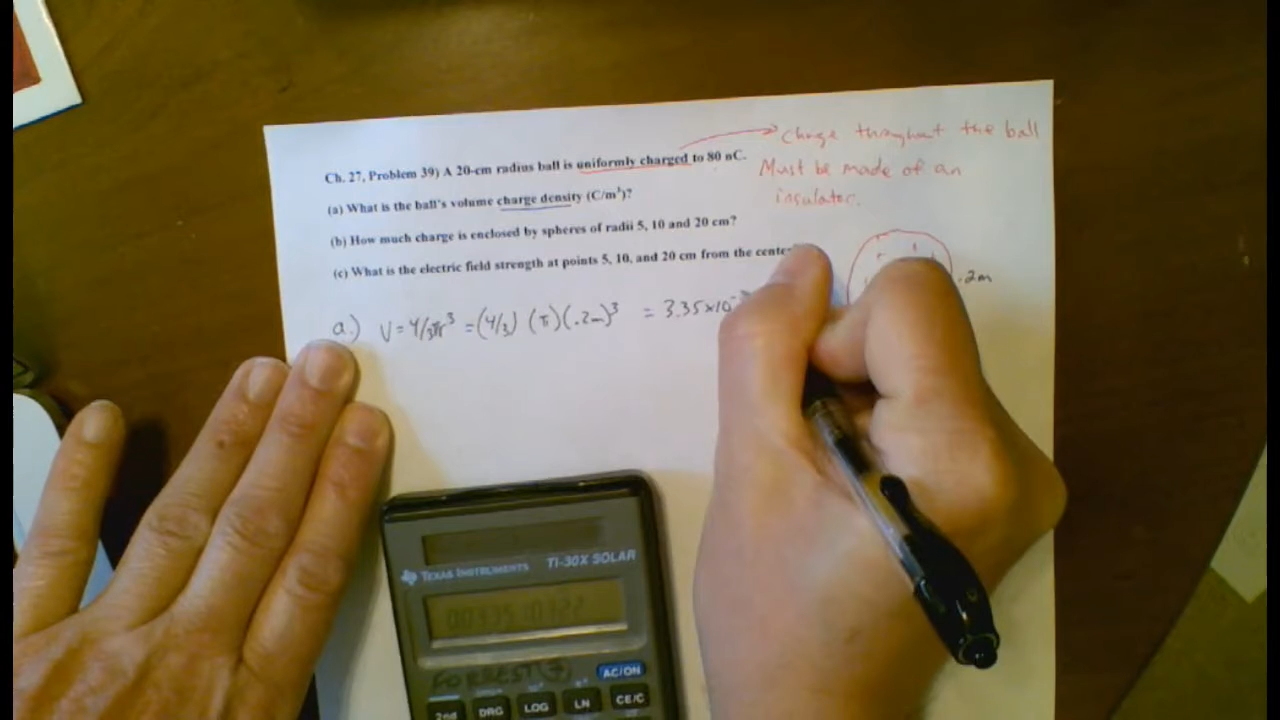 Charge throughout the ball
Ch. 27, Problem 39) A 20-cm radius ball is uniformly charged to 80 nC.
Must be made of an
insulator.
(a) What is the ball's volume charge density (C/m³)?
(b) How much charge is enclosed by spheres of radii 5, 10 and 20 cm?
(c) What is the electric field strength at points 5, 10, and 20 cm from the
.2m
a.) V = 4/3πr³ = (4/3) (π)(.2m)³ = 3.35x10
TEXAS INSTRUMENTS TI-30X SOLAR
FORREST
AC/ON
2nd DRG LOG LN CE/C